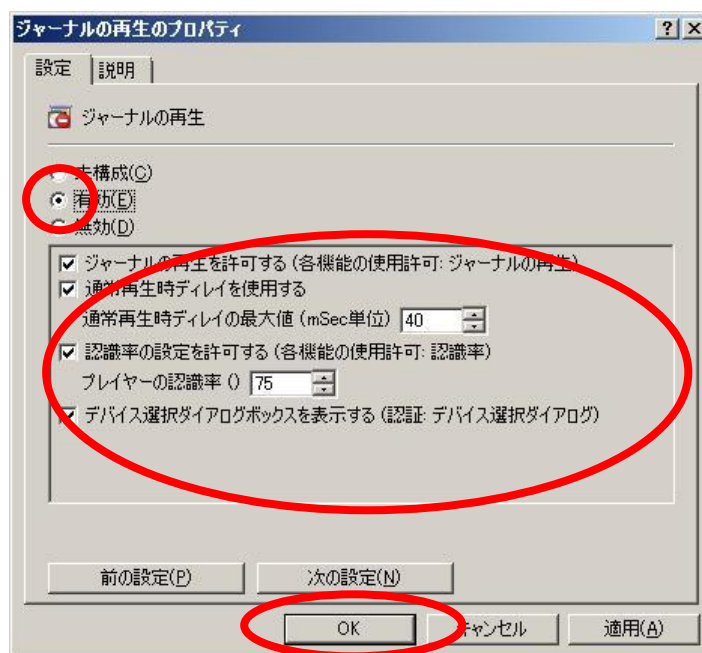 ジャーナルの再生のプロパティ
設定 説明
ジャーナルの再生
未構成(C)
有効(E)
無効(D)
ジャーナルの再生を許可する (各機能の使用許可: ジャーナルの再生)
通常再生時ディレイを使用する
通常再生時ディレイの最大値 (mSec単位) 40
認識率の設定を許可する (各機能の使用許可: 認識率)
プレイヤーの認識率 () 75
デバイス選択ダイアログボックスを表示する (認証: デバイス選択ダイアログ)
前の設定(P) 次の設定(N)
OK キャンセル 適用(A)